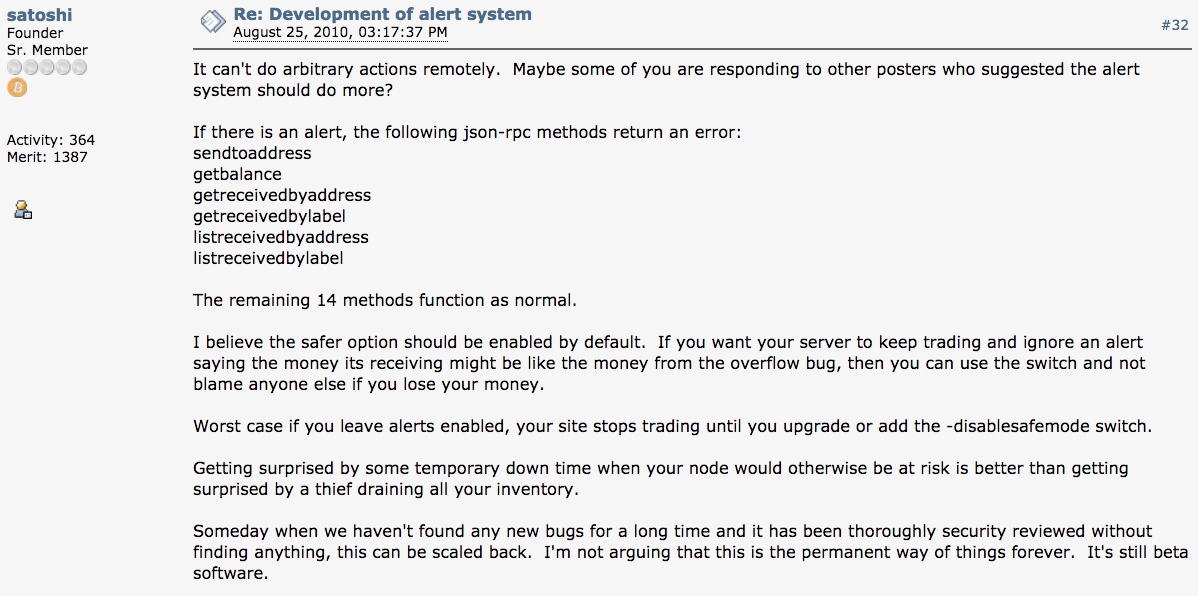 satoshi
Founder
Sr. Member
Activity: 364
Merit: 1387
Re: Development of alert system
August 25, 2010, 03:17:37 PM
#32
It can't do arbitrary actions remotely.  Maybe some of you are responding to other posters who suggested the alert
system should do more?
If there is an alert, the following json-rpc methods return an error:
sendtoaddress
getbalance
getreceivedbyaddress
getreceivedbylabel
listreceivedbyaddress
listreceivedbylabel
The remaining 14 methods function as normal.
I believe the safer option should be enabled by default.  If you want your server to keep trading and ignore an alert
saying the money its receiving might be like the money from the overflow bug, then you can use the switch and not
blame anyone else if you lose your money.
Worst case if you leave alerts enabled, your site stops trading until you upgrade or add the -disablesafemode switch.
Getting surprised by some temporary down time when your node would otherwise be at risk is better than getting
surprised by a thief draining all your inventory.
Someday when we haven't found any new bugs for a long time and it has been thoroughly security reviewed without
finding anything, this can be scaled back.  I'm not arguing that this is the permanent way of things forever.  It's still beta
software.